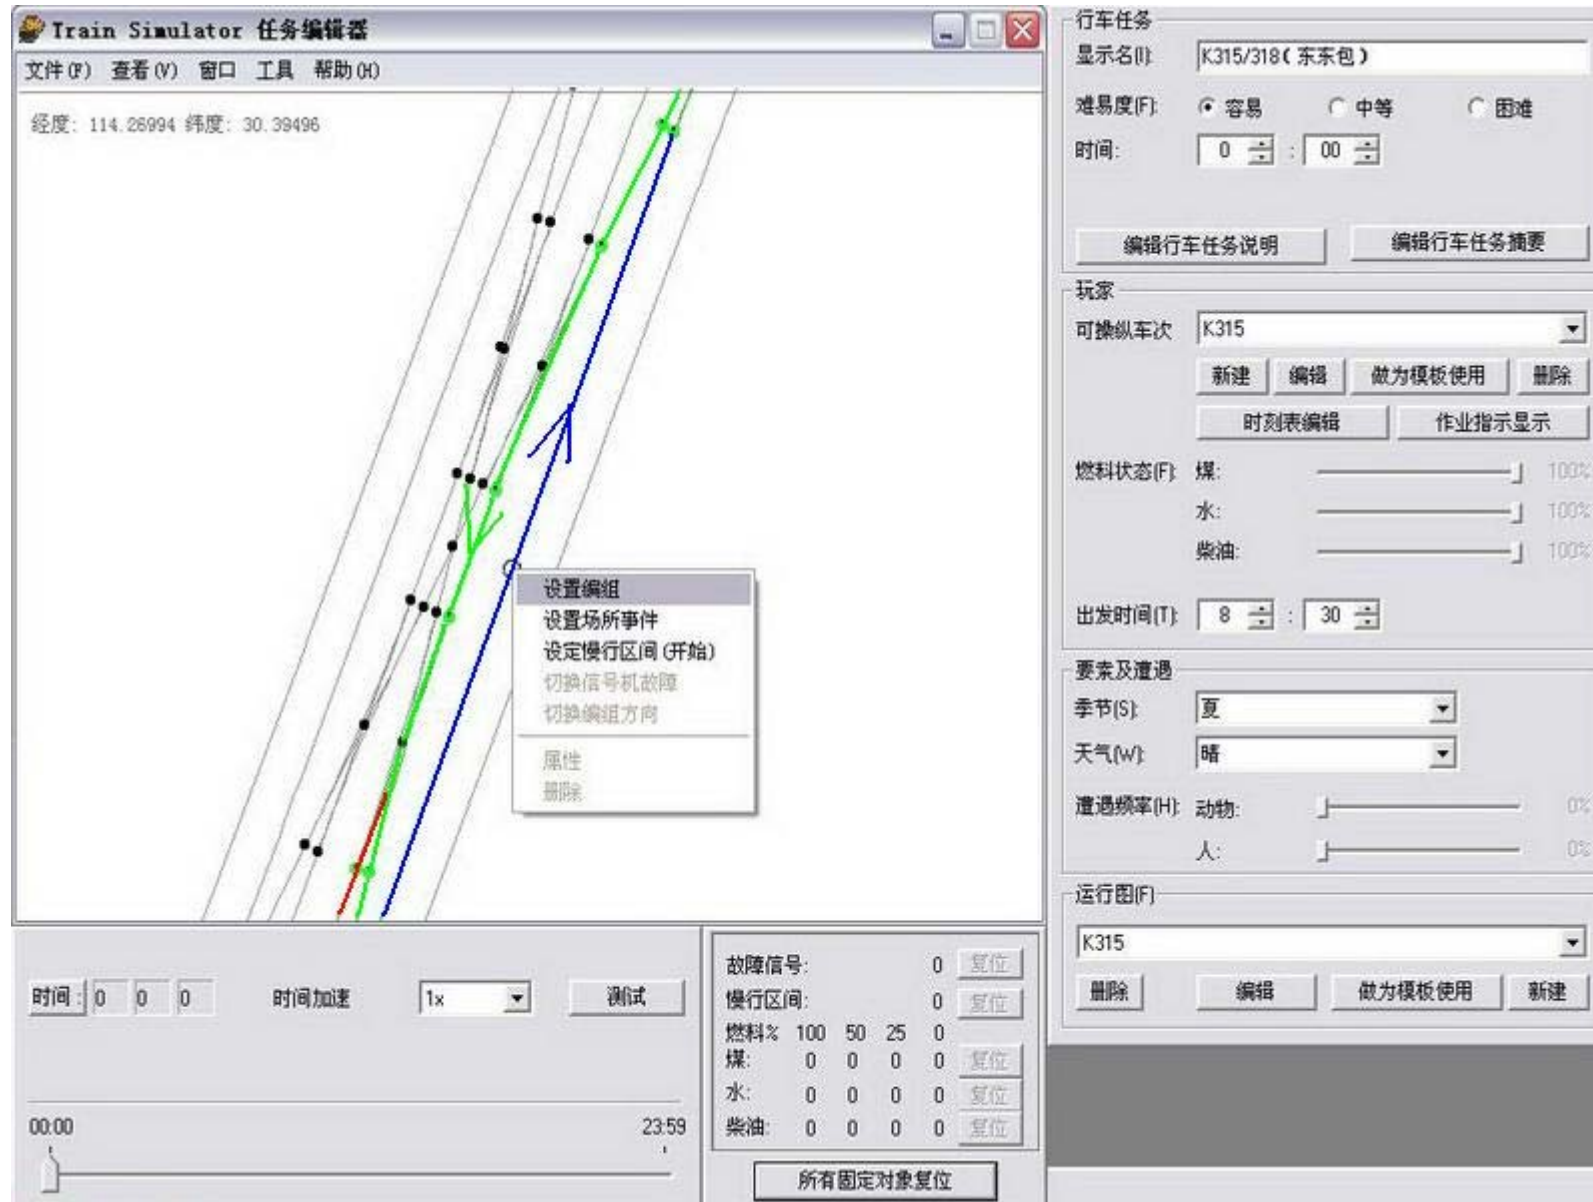 Train Simulator 任务编辑器
文件(F) 查看(V) 窗口 工具 帮助(H)
经度: 114.26994 纬度: 30.39496
设置编组
设置场所事件
设定慢行区间(开始)
切换信号机故障
切换编组方向
属性
删除
时间: 0 0 0 时间加速 1x 测试
00:00 23:59
故障信号: 0 复位
慢行区间: 0 复位
燃料% 100 50 25 0
煤: 0 0 0 0 复位
水: 0 0 0 0 复位
柴油: 0 0 0 0 复位
所有固定对象复位
行车任务
显示名(I): K315/318(东东包)
难易度(F): 容易 中等 困难
时间: 0 : 00
编辑行车任务说明 编辑行车任务摘要
玩家
可操纵车次 K315
新建 编辑 做为模板使用 删除
时刻表编辑 作业指示显示
燃料状态(F): 煤: 100%
水: 100%
柴油: 100%
出发时间(T): 8 : 30
要素及遭遇
季节(S): 夏
天气(W): 晴
遭遇频率(H): 动物: 0%
人: 0%
运行图(F)
K315
删除 编辑 做为模板使用 新建